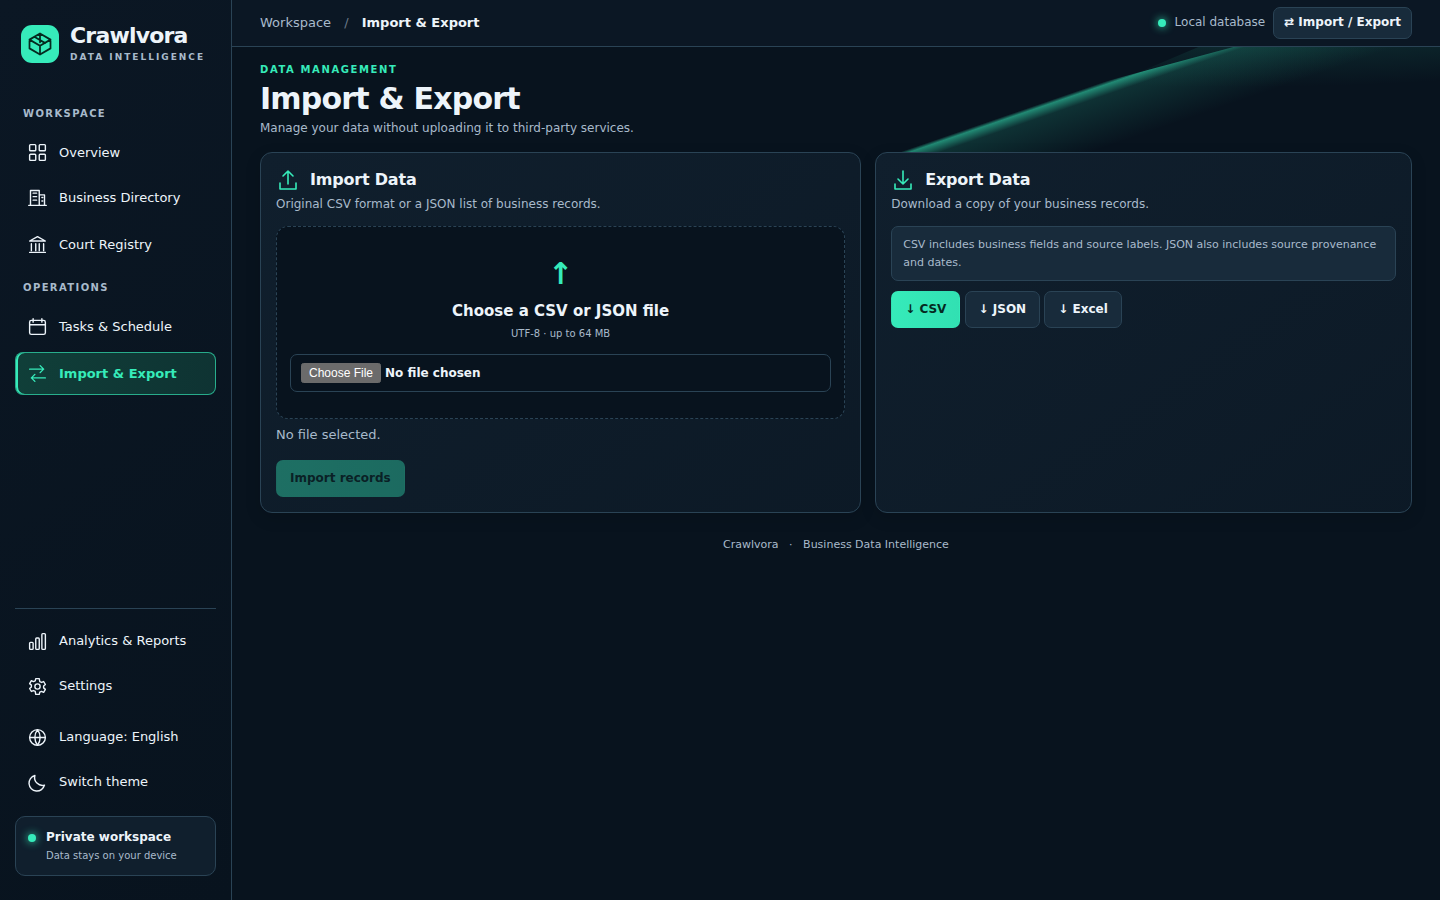 Crawlvora
DATA INTELLIGENCE
WORKSPACE
Overview
Business Directory
Court Registry
OPERATIONS
Tasks & Schedule
Import & Export
Analytics & Reports
Settings
Language: English
Switch theme
Private workspace
Data stays on your device
Workspace / Import & Export
Local database
⇄ Import / Export
DATA MANAGEMENT
Import & Export
Manage your data without uploading it to third-party services.
Import Data
Original CSV format or a JSON list of business records.
↑
Choose a CSV or JSON file
UTF-8 · up to 64 MB
Choose File No file chosen
No file selected.
Import records
Export Data
Download a copy of your business records.
CSV includes business fields and source labels. JSON also includes source provenance
and dates.
↓ CSV ↓ JSON ↓ Excel
Crawlvora · Business Data Intelligence